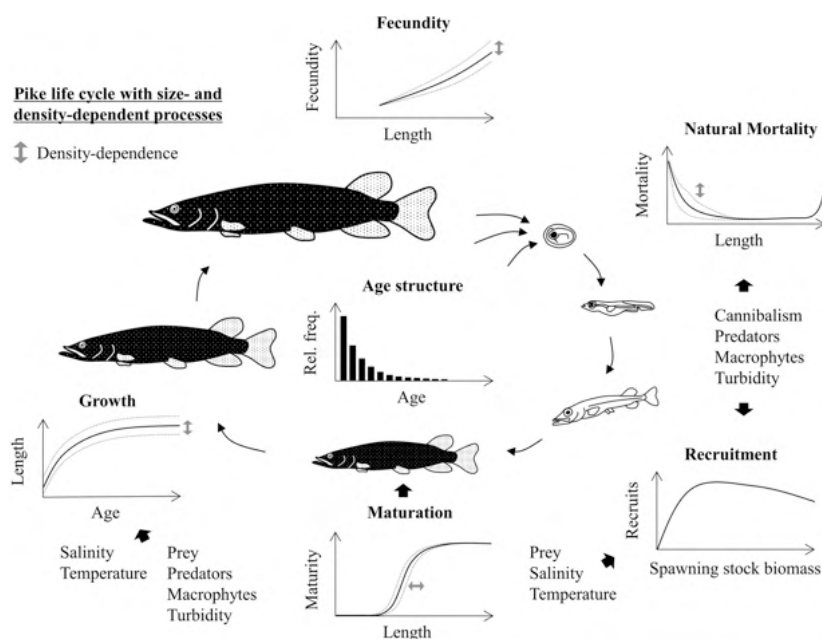 Fecundity
Fecundity
Length
Pike life cycle with size- and
density-dependent processes
Density-dependence
Natural Mortality
Mortality
Length
Age structure
Rel. freq.
Age
Cannibalism
Predators
Macrophytes
Turbidity
Growth
Length
Age
Salinity
Temperature
Prey
Predators
Macrophytes
Turbidity
Maturation
Maturity
Length
Prey
Salinity
Temperature
Recruitment
Recruits
Spawning stock biomass